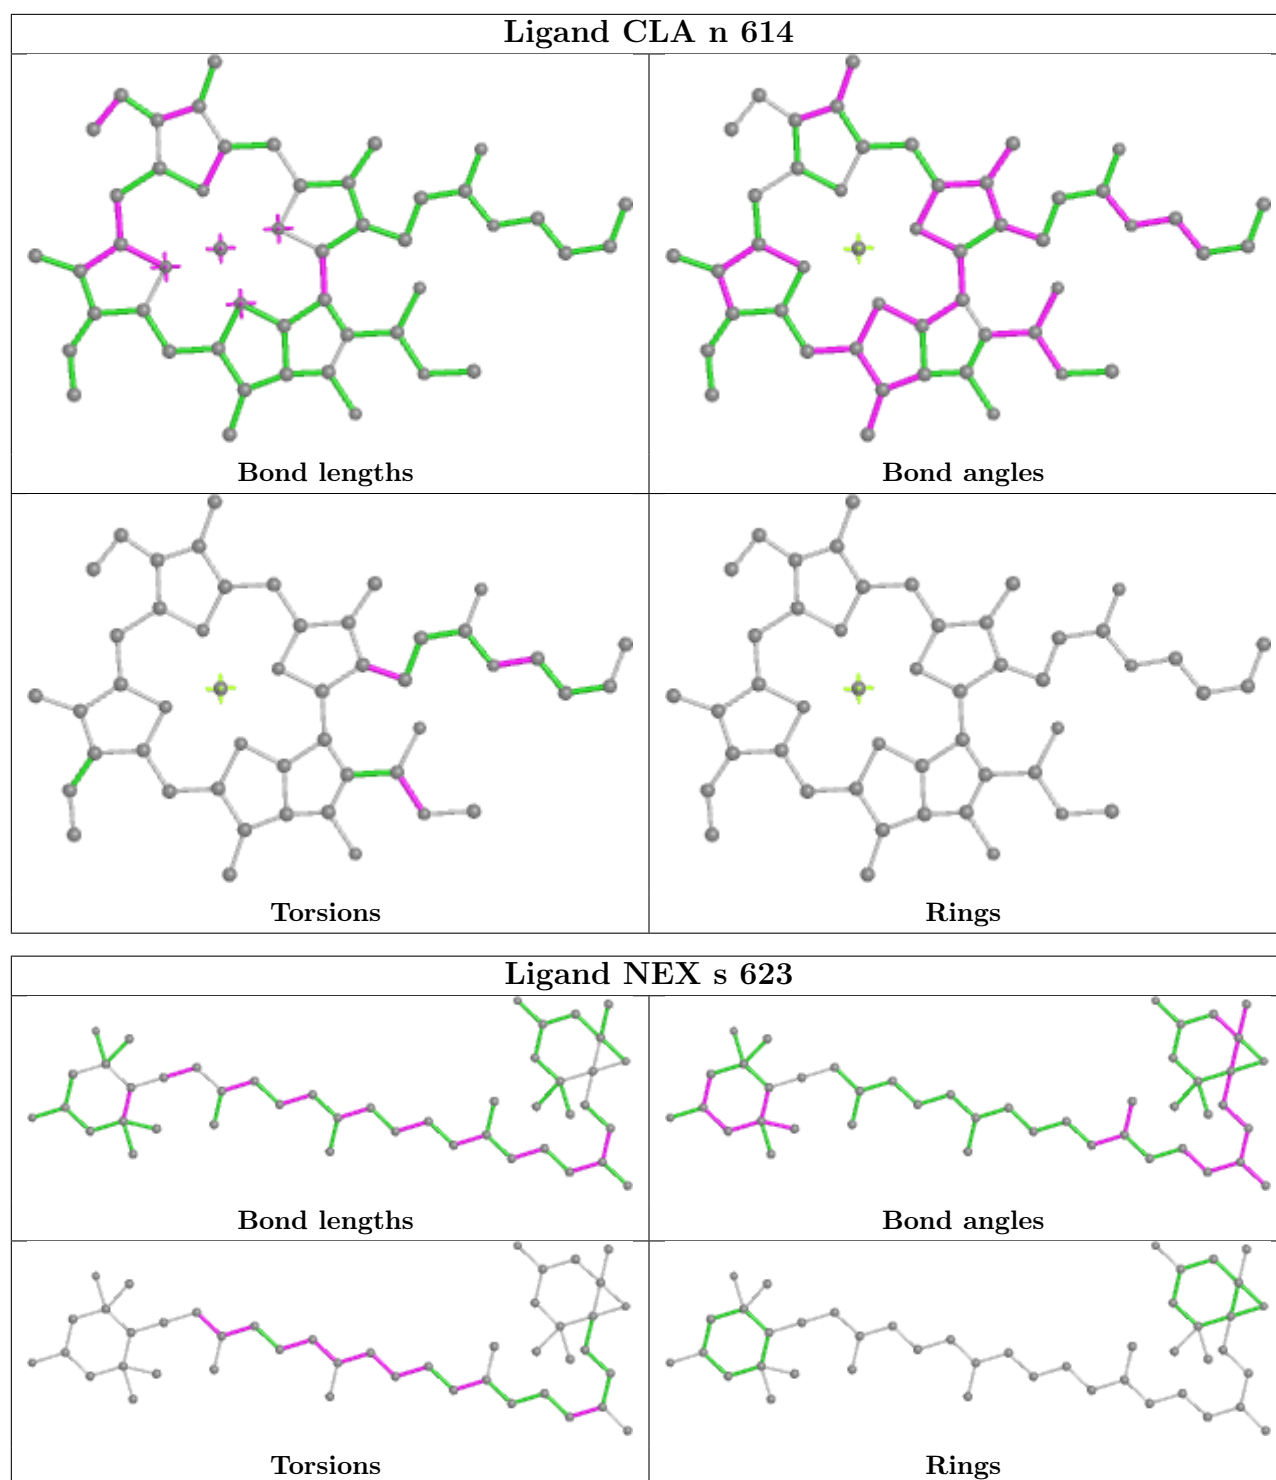 Ligand CLA n 614
Bond lengths
Bond angles
Torsions
Rings
Ligand NEX s 623
Bond lengths
Bond angles
Torsions
Rings